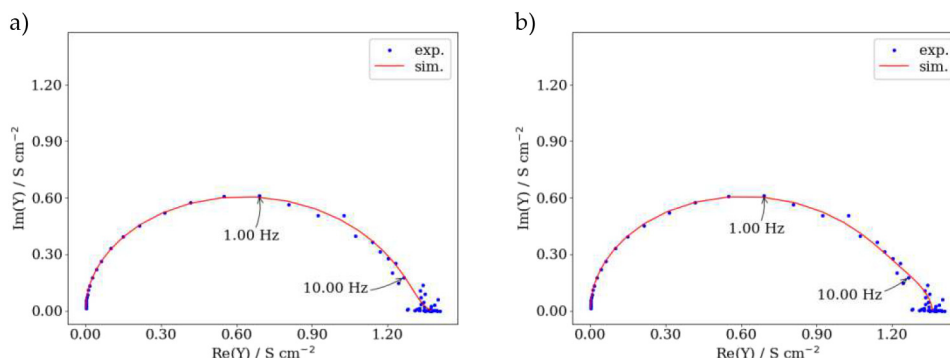 a)
exp.
sim.
Im(Y) / S cm⁻²
1.20
0.90
0.60
0.30
0.00
1.00 Hz
10.00 Hz
0.00 0.30 0.60 0.90 1.20
Re(Y) / S cm⁻²
b)
exp.
sim.
Im(Y) / S cm⁻²
1.20
0.90
0.60
0.30
0.00
1.00 Hz
10.00 Hz
0.00 0.30 0.60 0.90 1.20
Re(Y) / S cm⁻²